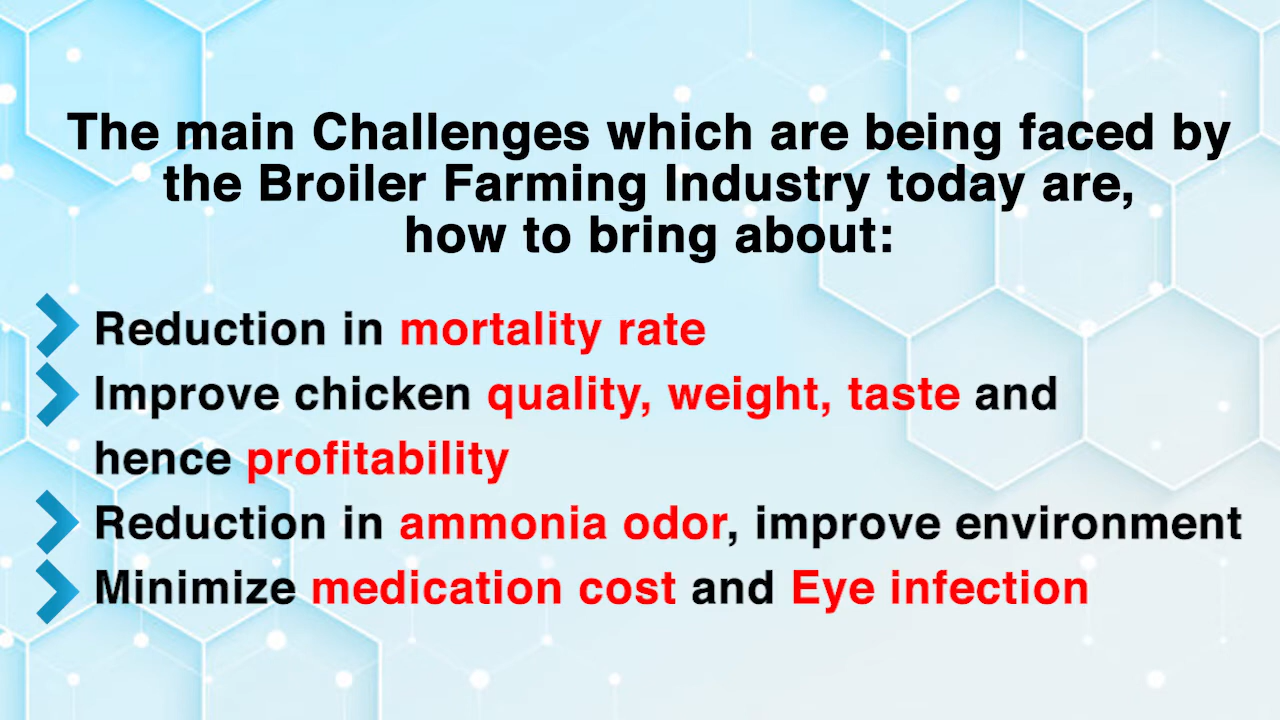 The main Challenges which are being faced by
the Broiler Farming Industry today are,
how to bring about:
Reduction in mortality rate
Improve chicken quality, weight, taste and
hence profitability
Reduction in ammonia odor, improve environment
Minimize medication cost and Eye infection